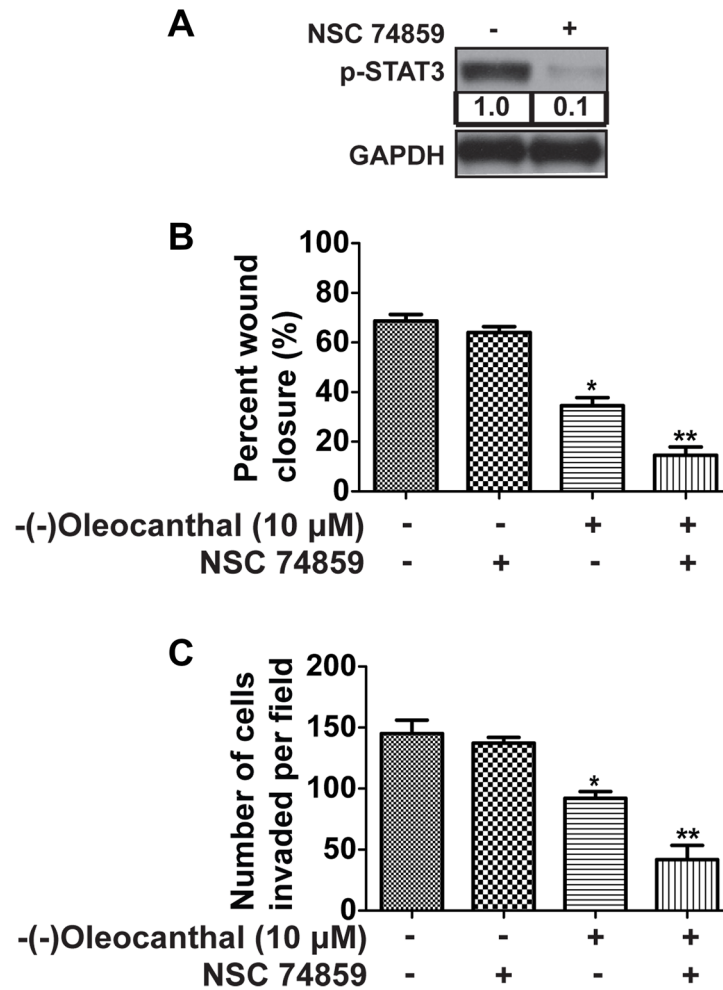 A
NSC 74859 - +
p-STAT3
1.0 0.1
GAPDH
B
Percent wound
closure (%)
100
80
60
40
20
0
*
**
-(-)Oleocanthal (10 µM) - - + +
NSC 74859 - + - +
C
Number of cells
invaded per field
200
150
100
50
0
*
**
-(-)Oleocanthal (10 µM) - - + +
NSC 74859 - + - +